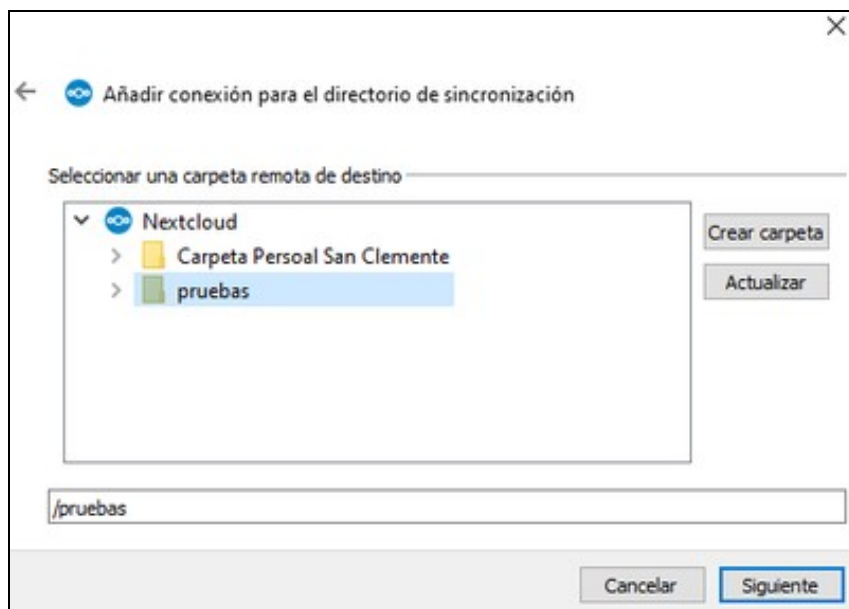 Añadir conexión para el directorio de sincronización
Seleccionar una carpeta remota de destino
Nextcloud
Carpeta Persoal San Clemente
pruebas
Crear carpeta
Actualizar
/pruebas
Cancelar
Siguiente